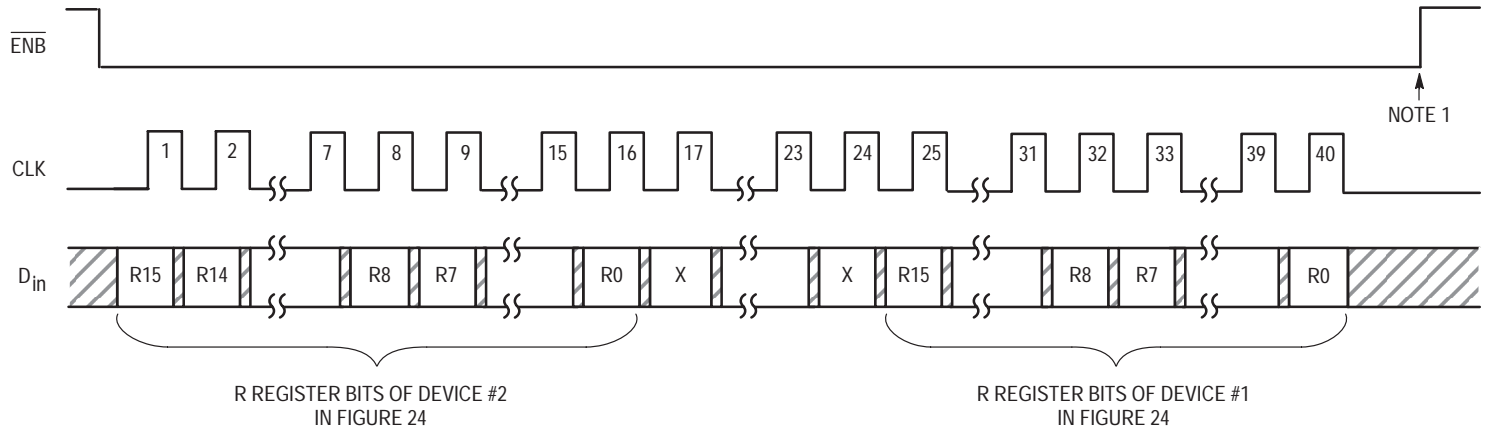 ENB
NOTE 1
CLK 1 2 7 8 9 15 16 17 23 24 25 31 32 33 39 40
Din R15 R14 R8 R7 R0 X X R15 R8 R7 R0
R REGISTER BITS OF DEVICE #2
IN FIGURE 24
R REGISTER BITS OF DEVICE #1
IN FIGURE 24